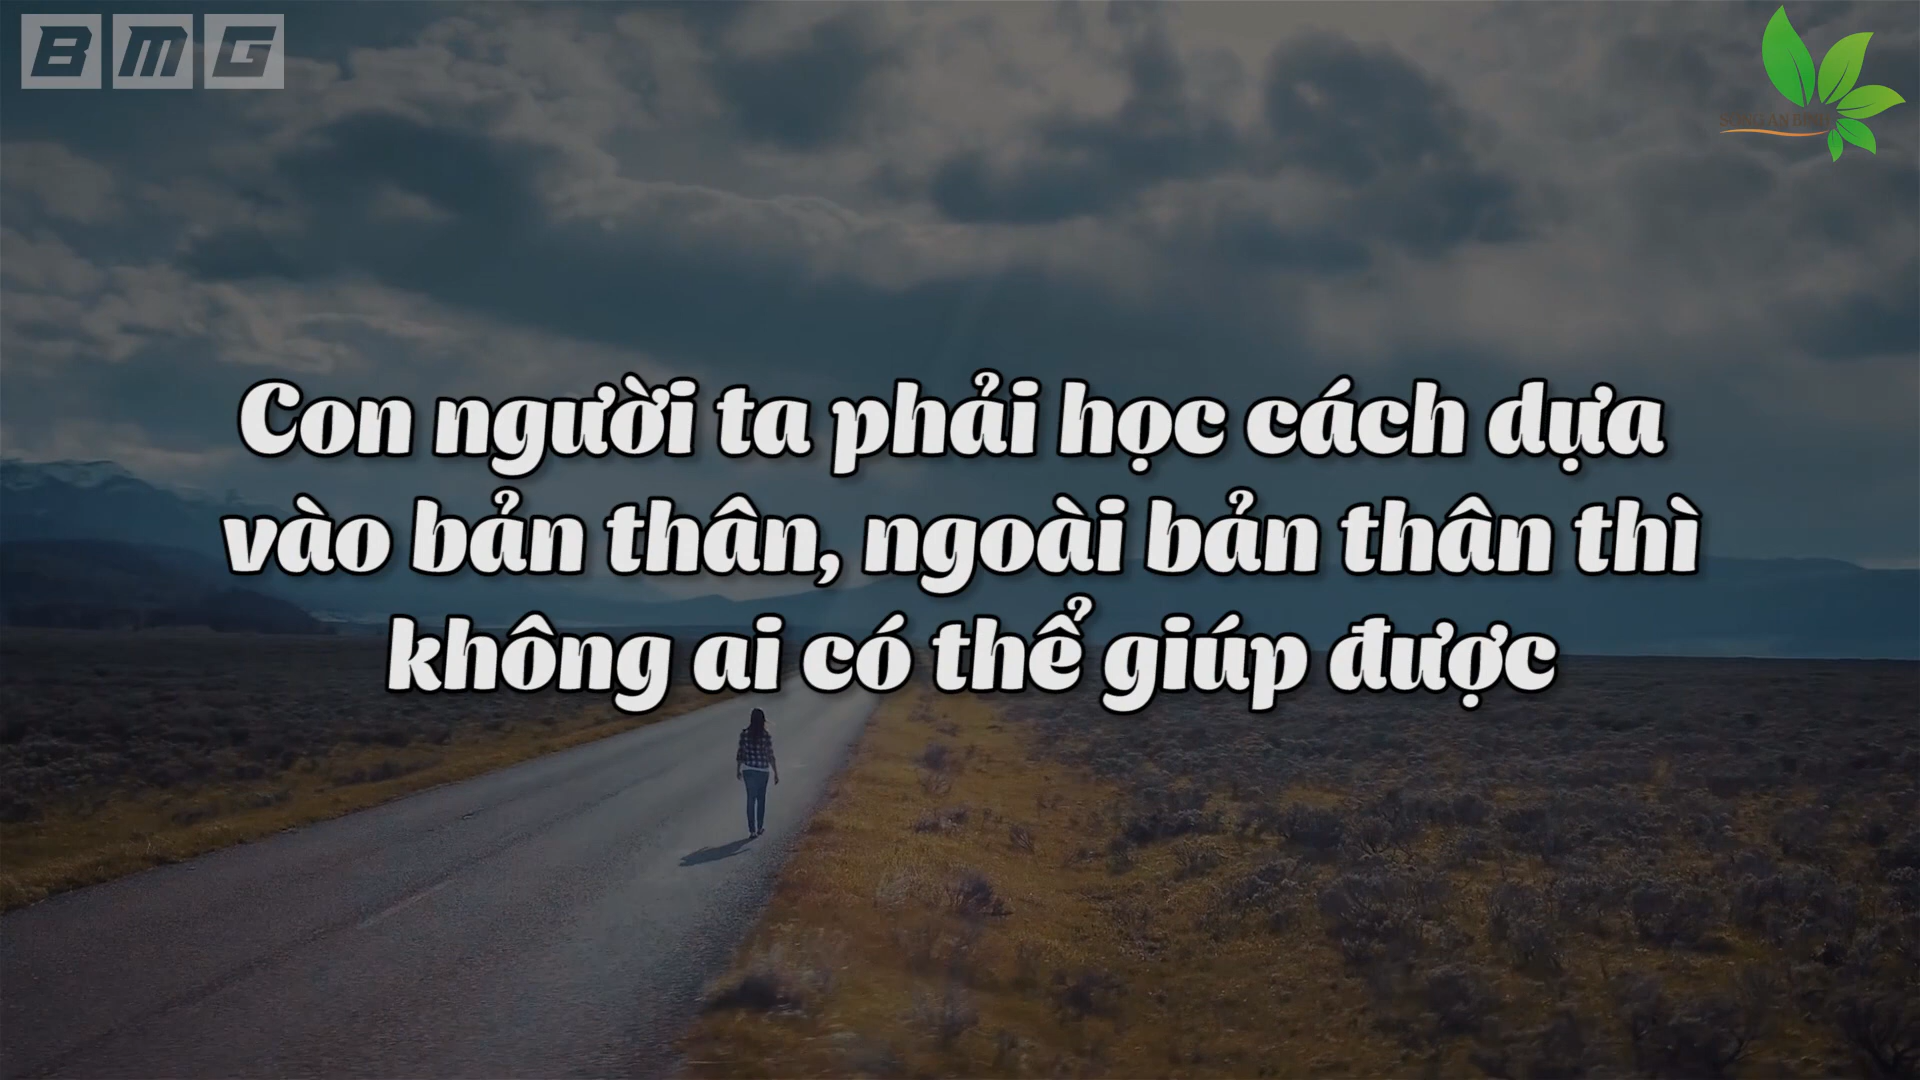 BMG
Con người ta phải học cách dựa
vào bản thân, ngoài bản thân thì
không ai có thể giúp được